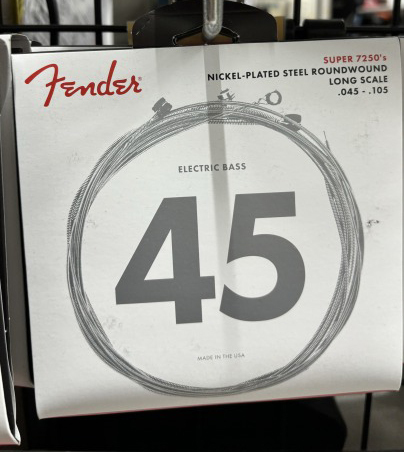 Fender
SUPER 7250's
NICKEL-PLATED STEEL ROUNDWOUND
LONG SCALE
.045 - .105
ELECTRIC BASS
45
MADE IN THE USA